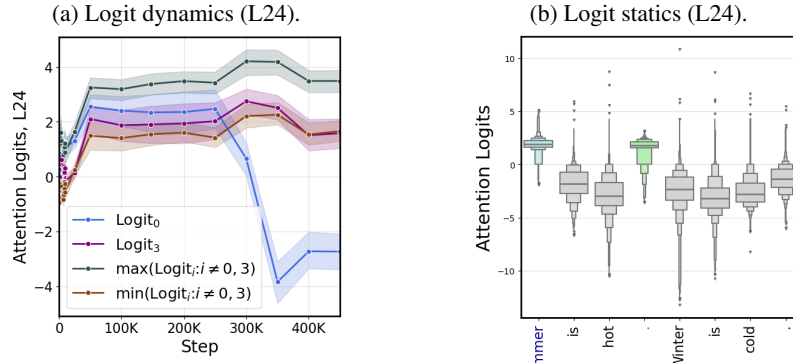 (a) Logit dynamics (L24).
(b) Logit statics (L24).
Attention Logits, L24
4
2
0
−2
−4
Logit₀
Logit₃
max(Logitᵢ:i ≠ 0, 3)
min(Logitᵢ:i ≠ 0, 3)
0
100K
200K
300K
400K
Step
Attention Logits
10
5
0
−5
−10
mmer
is
hot
.
Winter
is
cold
.